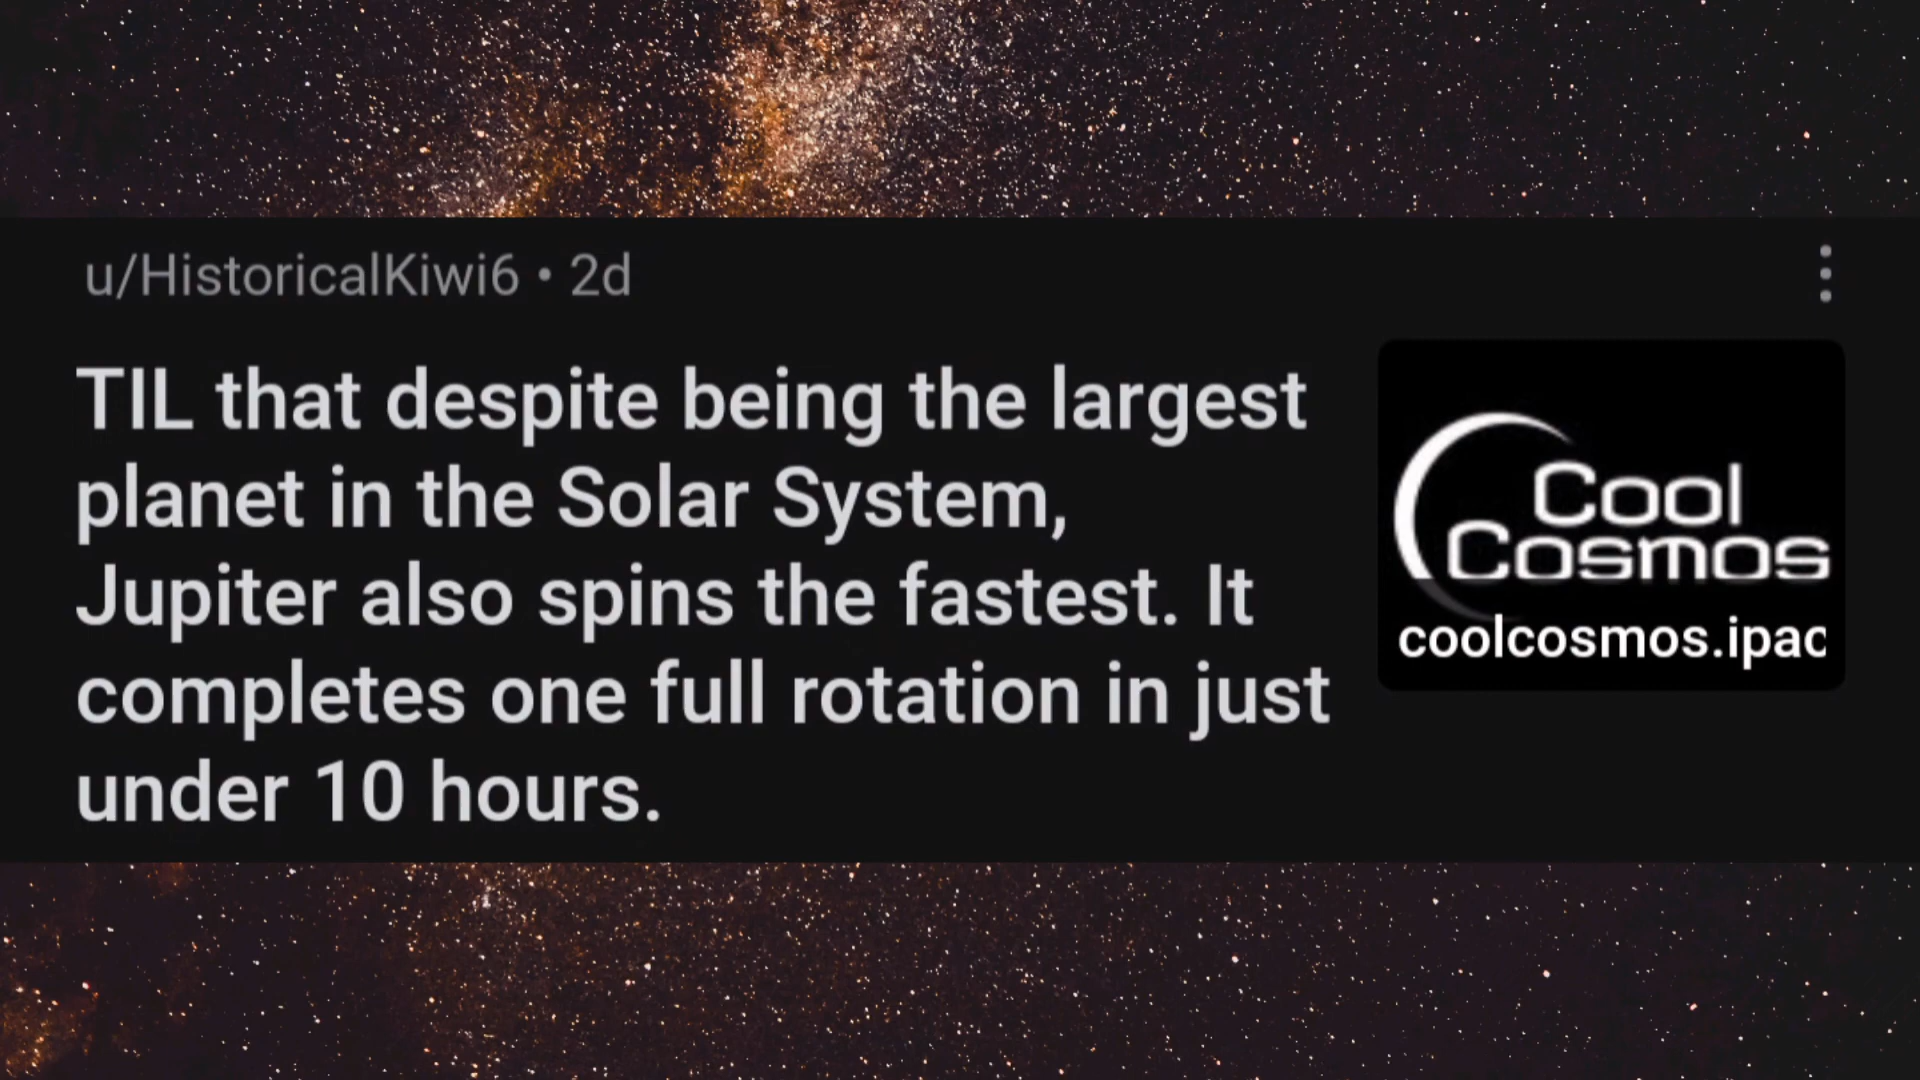 u/HistoricalKiwi6 • 2d
TIL that despite being the largest
planet in the Solar System,
Jupiter also spins the fastest. It
completes one full rotation in just
under 10 hours.
Cool
Cosmos
coolcosmos.ipac